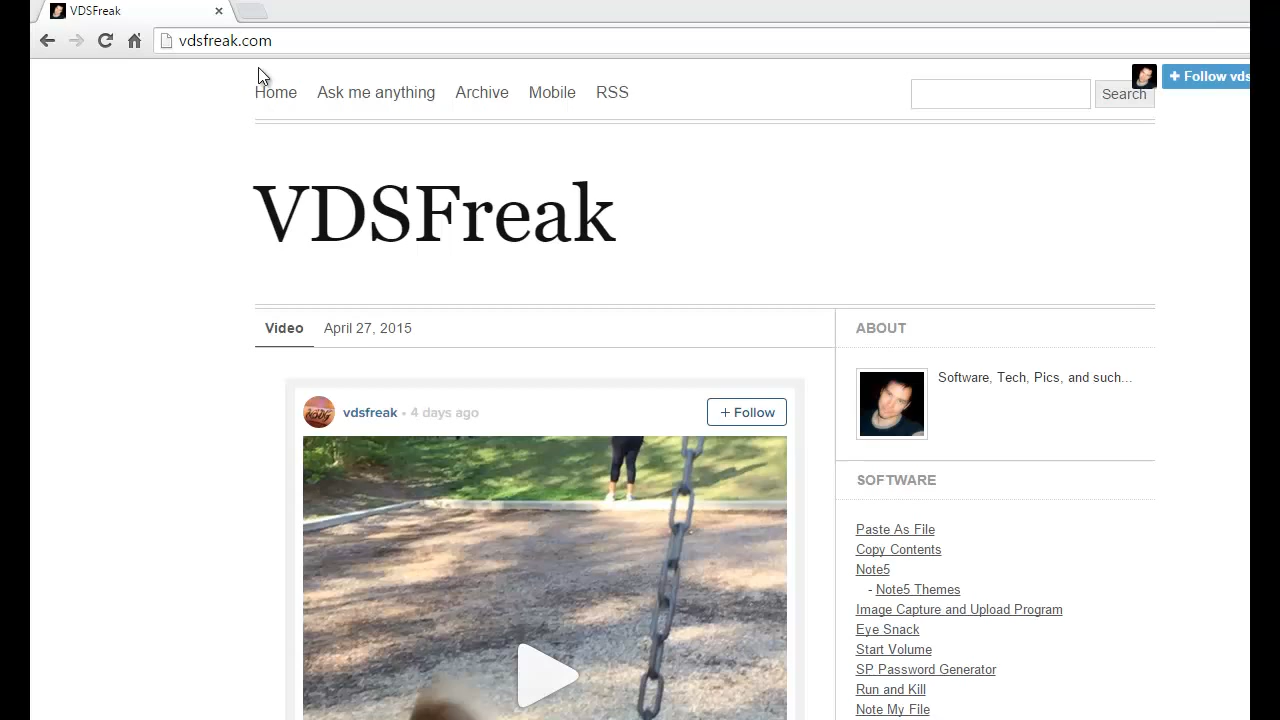 VDSFreak
vdsfreak.com
Home Ask me anything Archive Mobile RSS
Search
+ Follow vds
VDSFreak
Video April 27, 2015
ABOUT
Software, Tech, Pics, and such...
vdsfreak • 4 days ago
+ Follow
SOFTWARE
Paste As File
Copy Contents
Note5
- Note5 Themes
Image Capture and Upload Program
Eye Snack
Start Volume
SP Password Generator
Run and Kill
Note My File